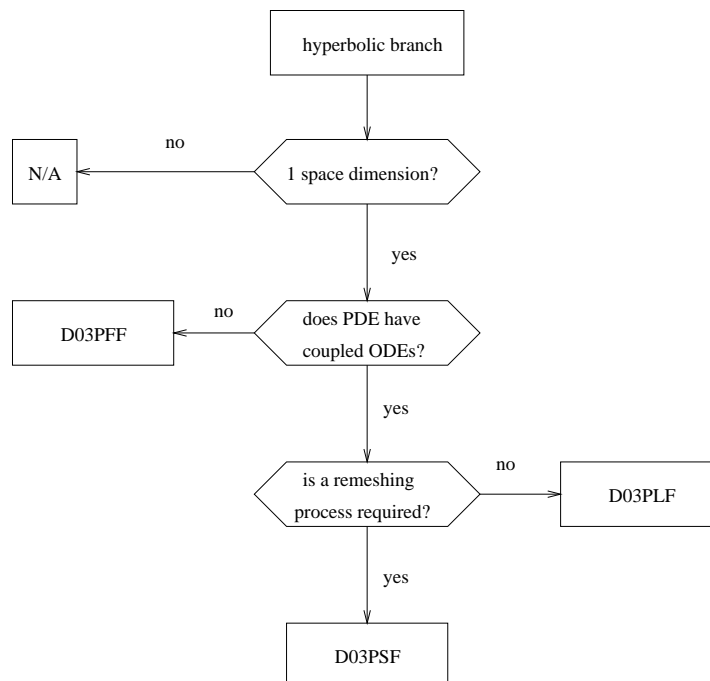 hyperbolic branch
no
N/A
1 space dimension?
yes
no
D03PFF
does PDE have
coupled ODEs?
yes
is a remeshing
process required?
no
D03PLF
yes
D03PSF